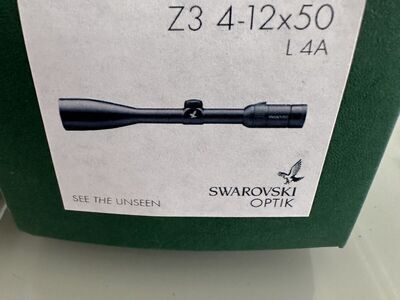 Z3 4-12x50
L 4A
SEE THE UNSEEN
SWAROVSKI
OPTIK